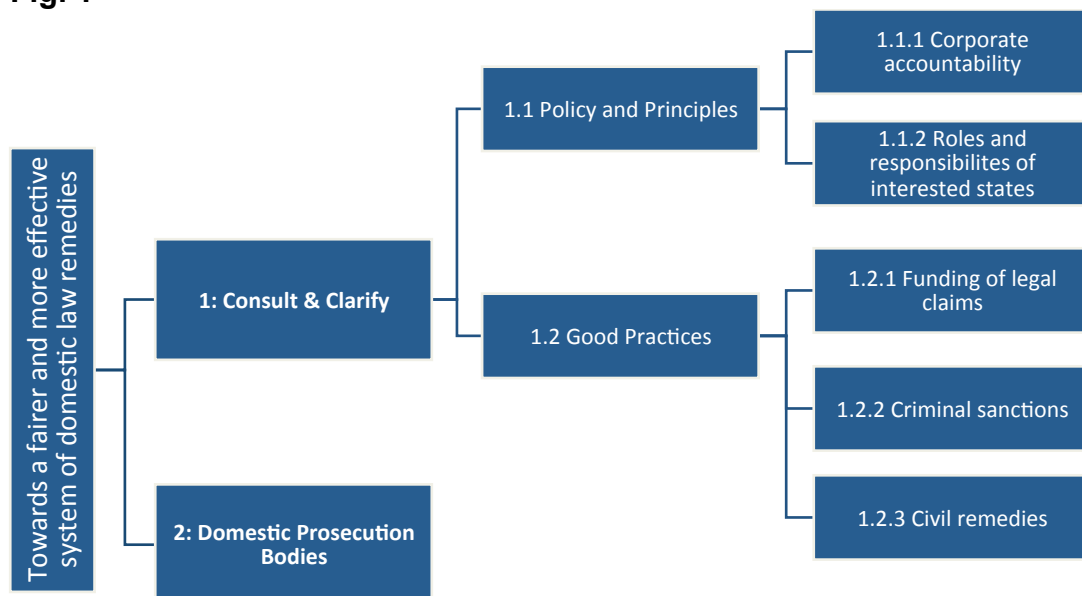 Towards a fairer and more effective
system of domestic law remedies
1: Consult & Clarify
2: Domestic Prosecution
Bodies
1.1 Policy and Principles
1.2 Good Practices
1.1.1 Corporate
accountability
1.1.2 Roles and
responsibilites of
interested states
1.2.1 Funding of legal
claims
1.2.2 Criminal sanctions
1.2.3 Civil remedies